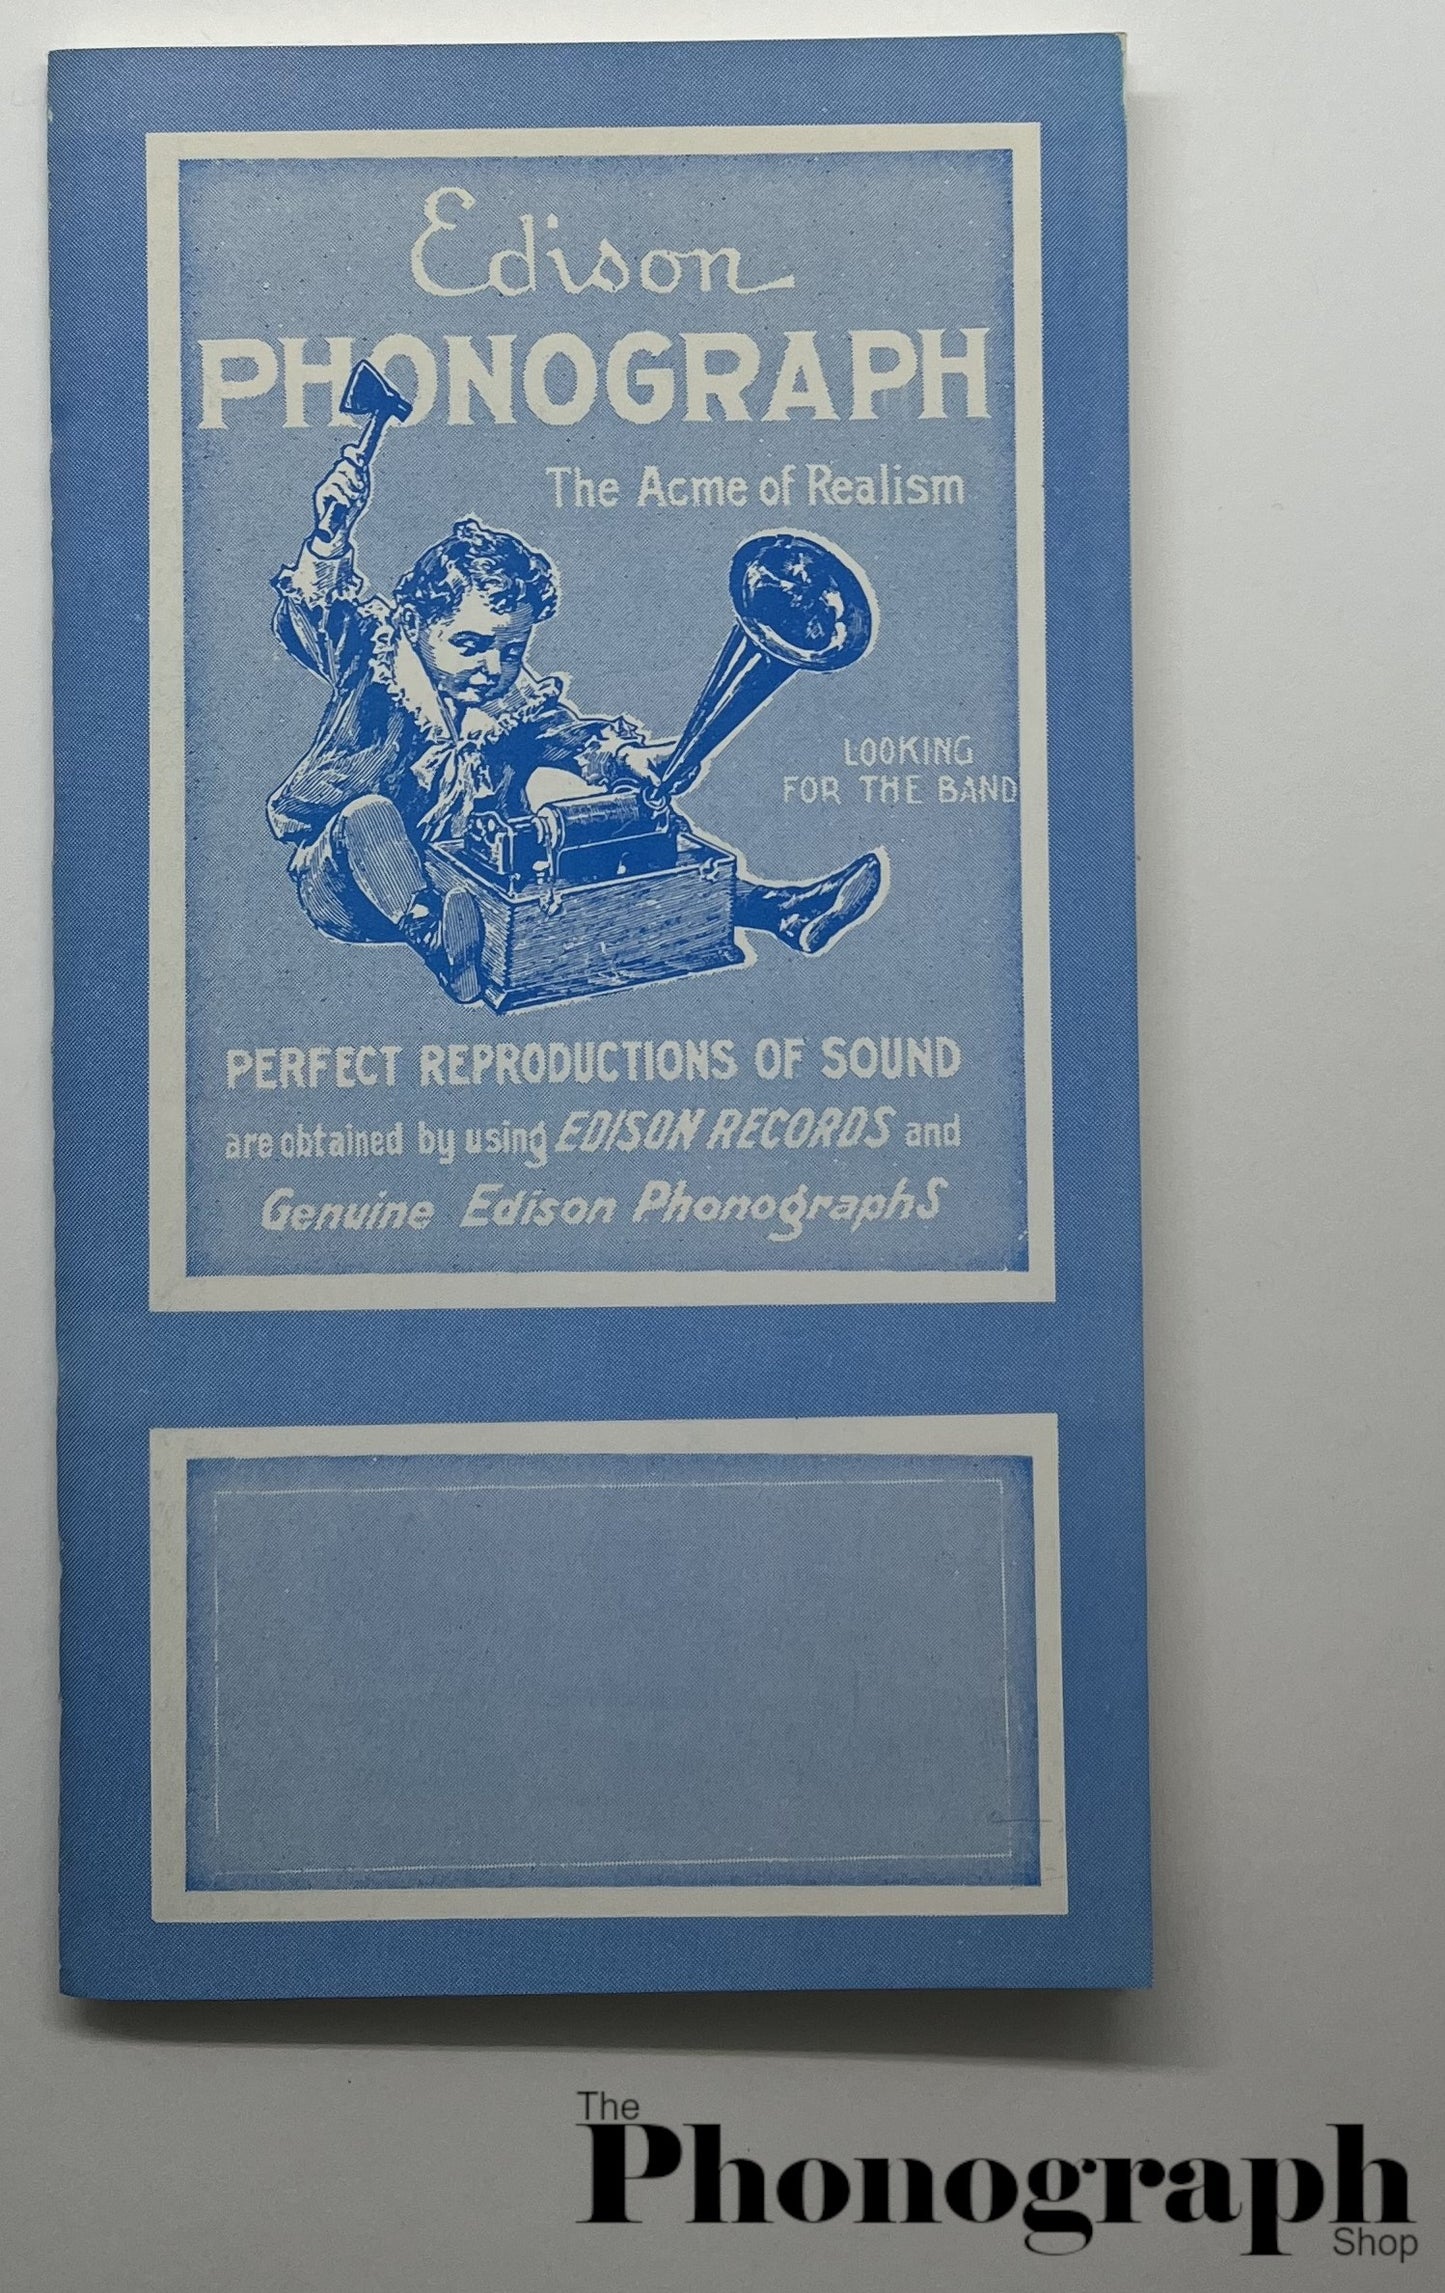 Edison
PHONOGRAPH
The Acme of Realism
LOOKING
FOR THE BAND
PERFECT REPRODUCTIONS OF SOUND
are obtained by using EDISON RECORDS and
Genuine Edison PhonographS
The
Phonograph
Shop